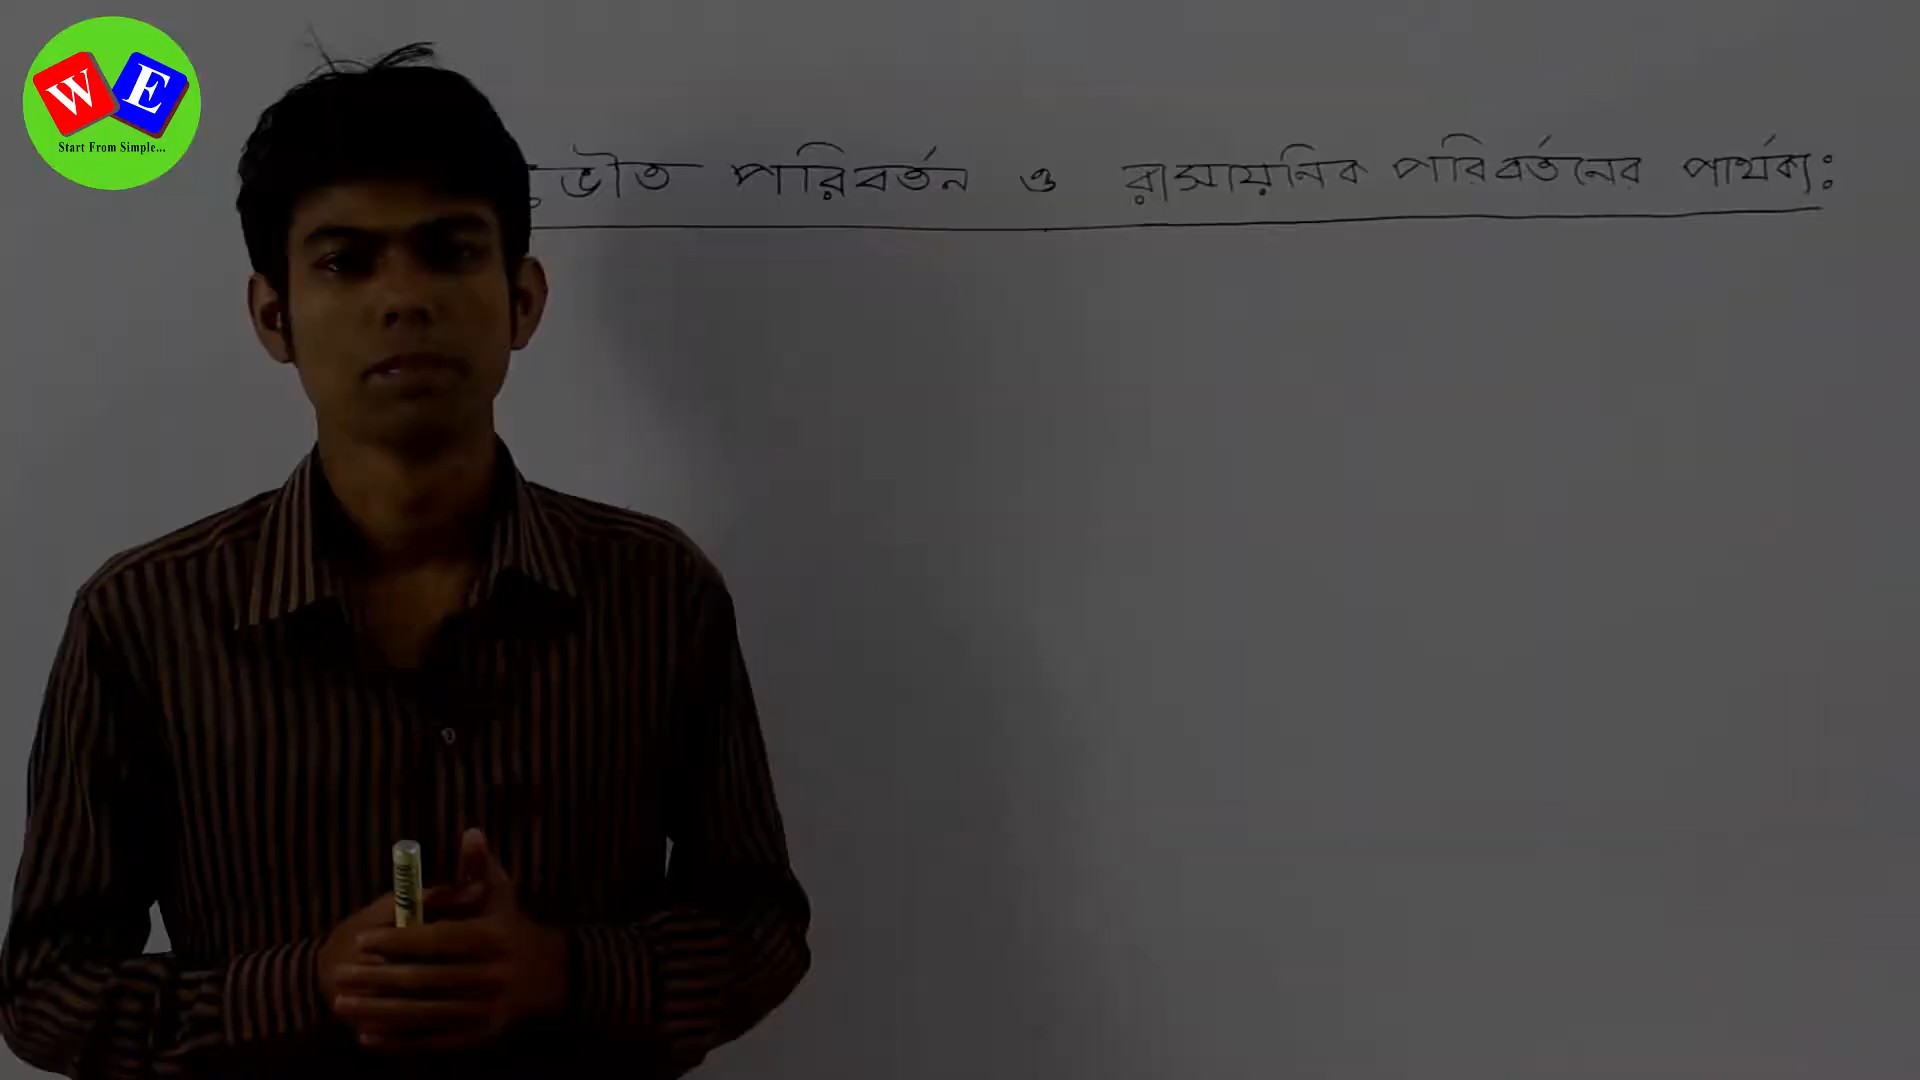 W E
Start From Simple...
ভৌত পরিবর্তন ও রাসায়নিক পরিবর্তনের পার্থক্য: